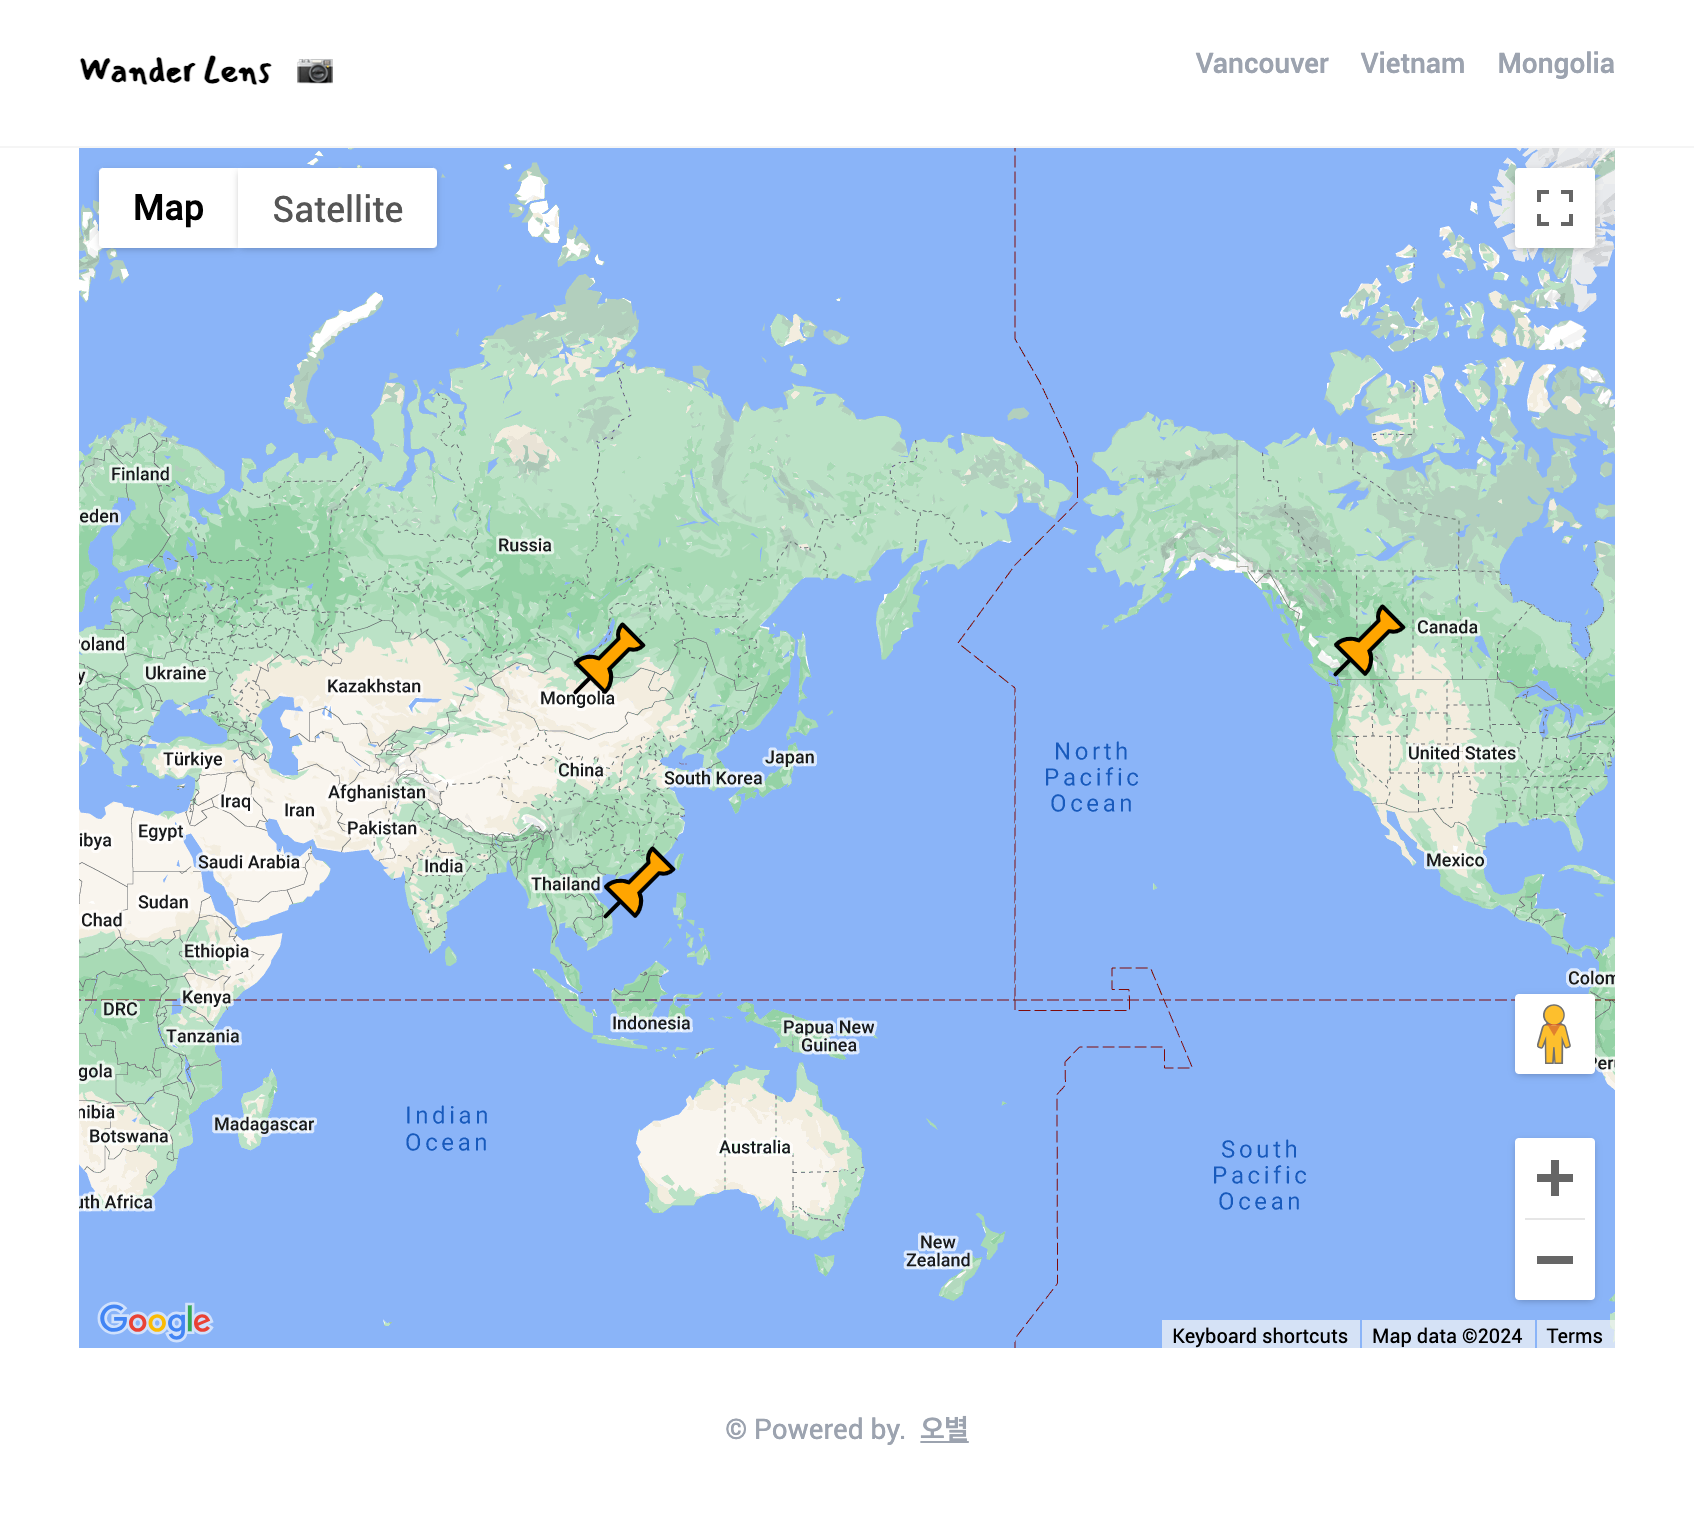 Wander Lens
Vancouver Vietnam Mongolia
Map Satellite
Finland
eden
Russia
oland
Ukraine
Canada
Kazakhstan
Mongolia
Türkiye
North
Pacific
Ocean
United States
Japan
China
South Korea
Afghanistan
Iraq
Iran
Pakistan
Egypt
ibya
Saudi Arabia
India
Mexico
Thailand
Sudan
Chad
Ethiopia
Colom
Kenya
DRC
Indonesia
Papua New
Guinea
Tanzania
gola
Per
nibia
Indian
Ocean
Madagascar
Botswana
Australia
South
Pacific
Ocean
uth Africa
New
Zealand
Google
Keyboard shortcuts Map data ©2024 Terms
© Powered by. 오별